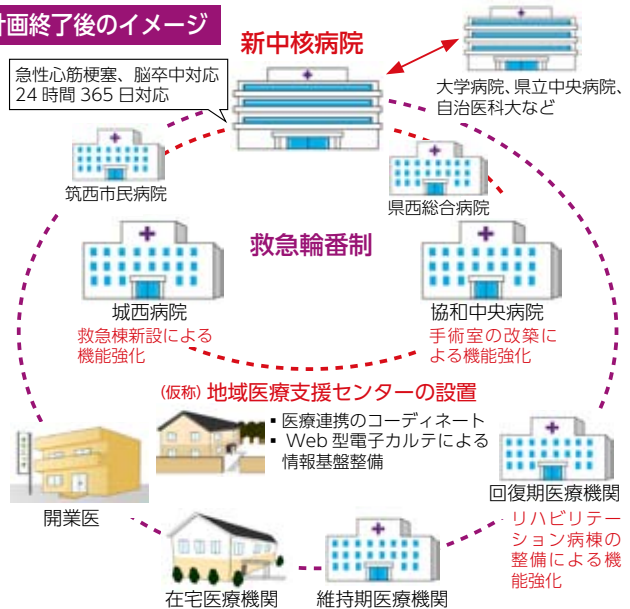 計画終了後のイメージ
新中核病院
急性心筋梗塞、脳卒中対応
24時間365日対応
大学病院、県立中央病院、
自治医科大など
筑西市民病院
県西総合病院
救急輪番制
城西病院
救急棟新設による
機能強化
協和中央病院
手術室の改築に
よる機能強化
(仮称)地域医療支援センターの設置
▪ 医療連携のコーディネート
▪ Web型電子カルテによる
情報基盤整備
開業医
回復期医療機関
リハビリテー
ション病棟の
整備による機
能強化
在宅医療機関
維持期医療機関